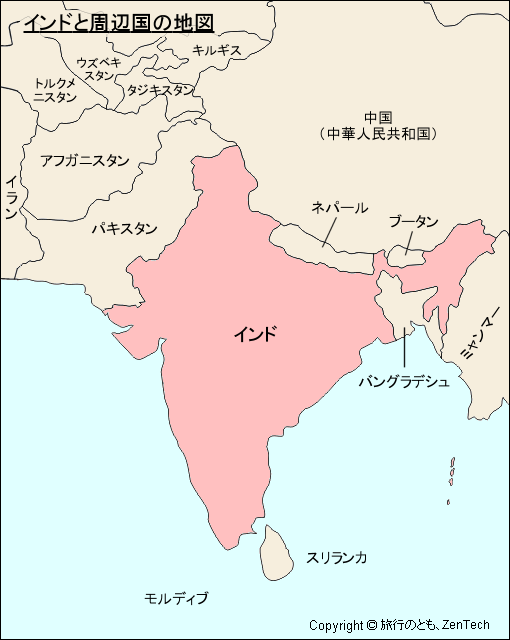 インドと周辺国の地図
キルギス
ウズベキ
スタン
トルクメ
ニスタン
タジキスタン
中国
（中華人民共和国）
アフガニスタン
イラン
パキスタン
ネパール
ブータン
インド
ミャンマー
バングラデシュ
スリランカ
モルディブ
Copyright © 旅行のとも、ZenTech